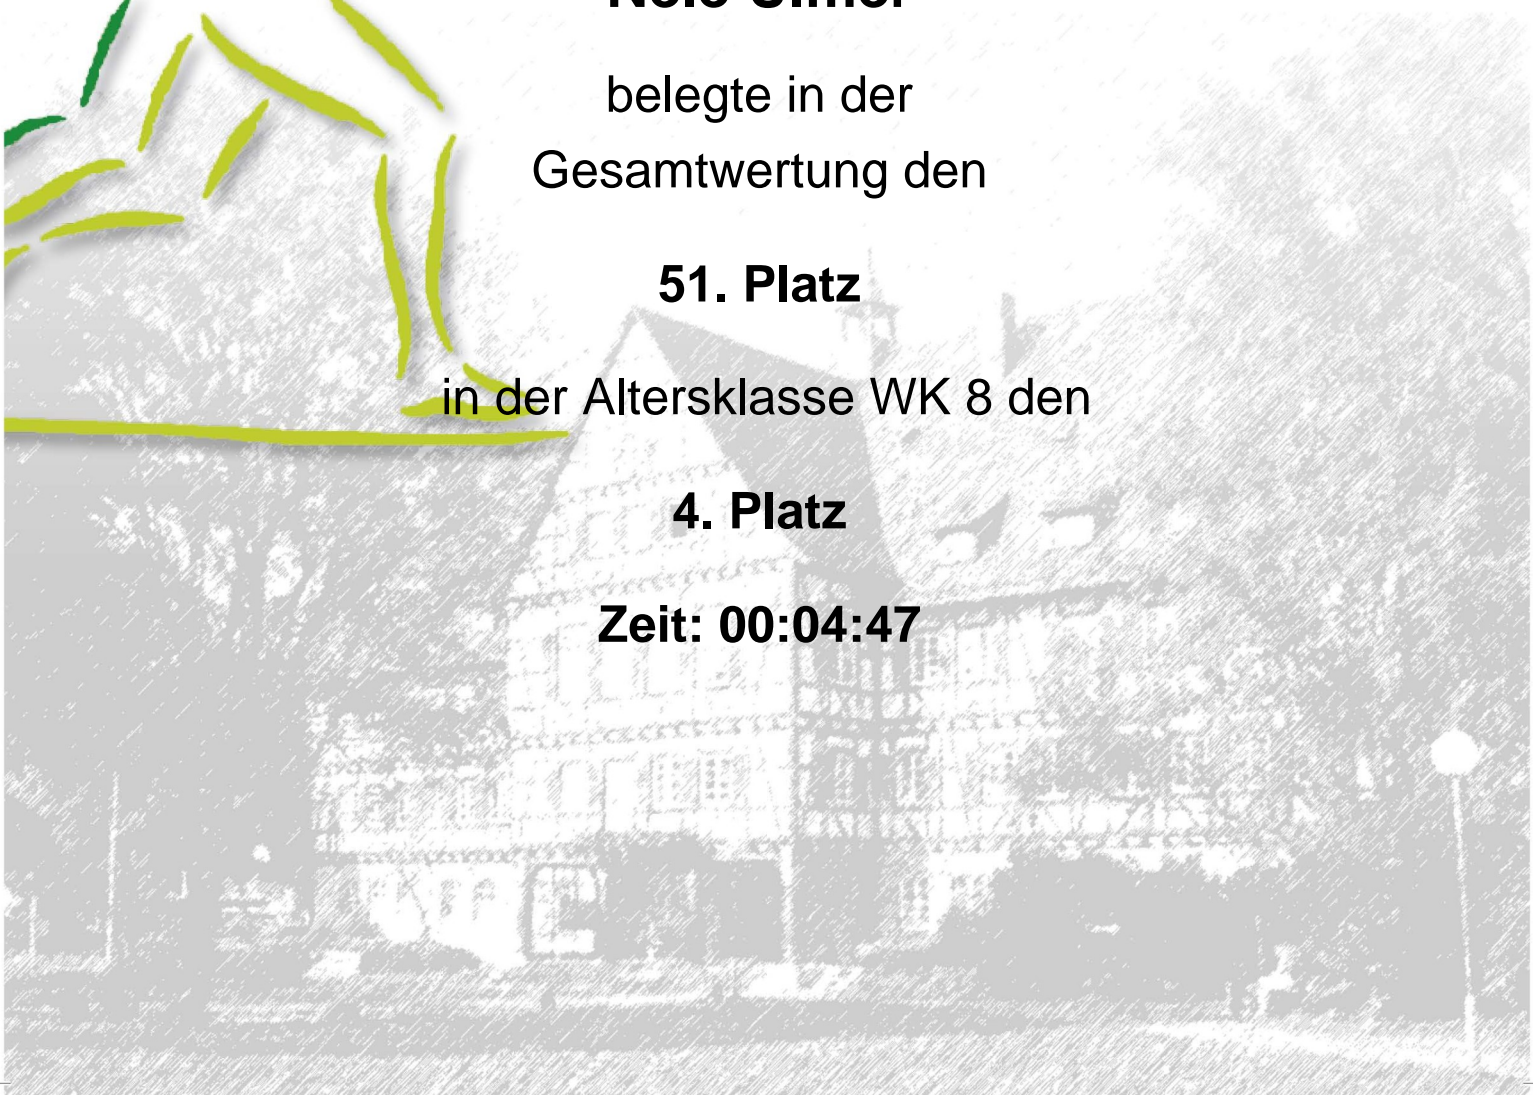 belegte in der
Gesamtwertung den
51. Platz
in der Altersklasse WK 8 den
4. Platz
Zeit: 00:04:47